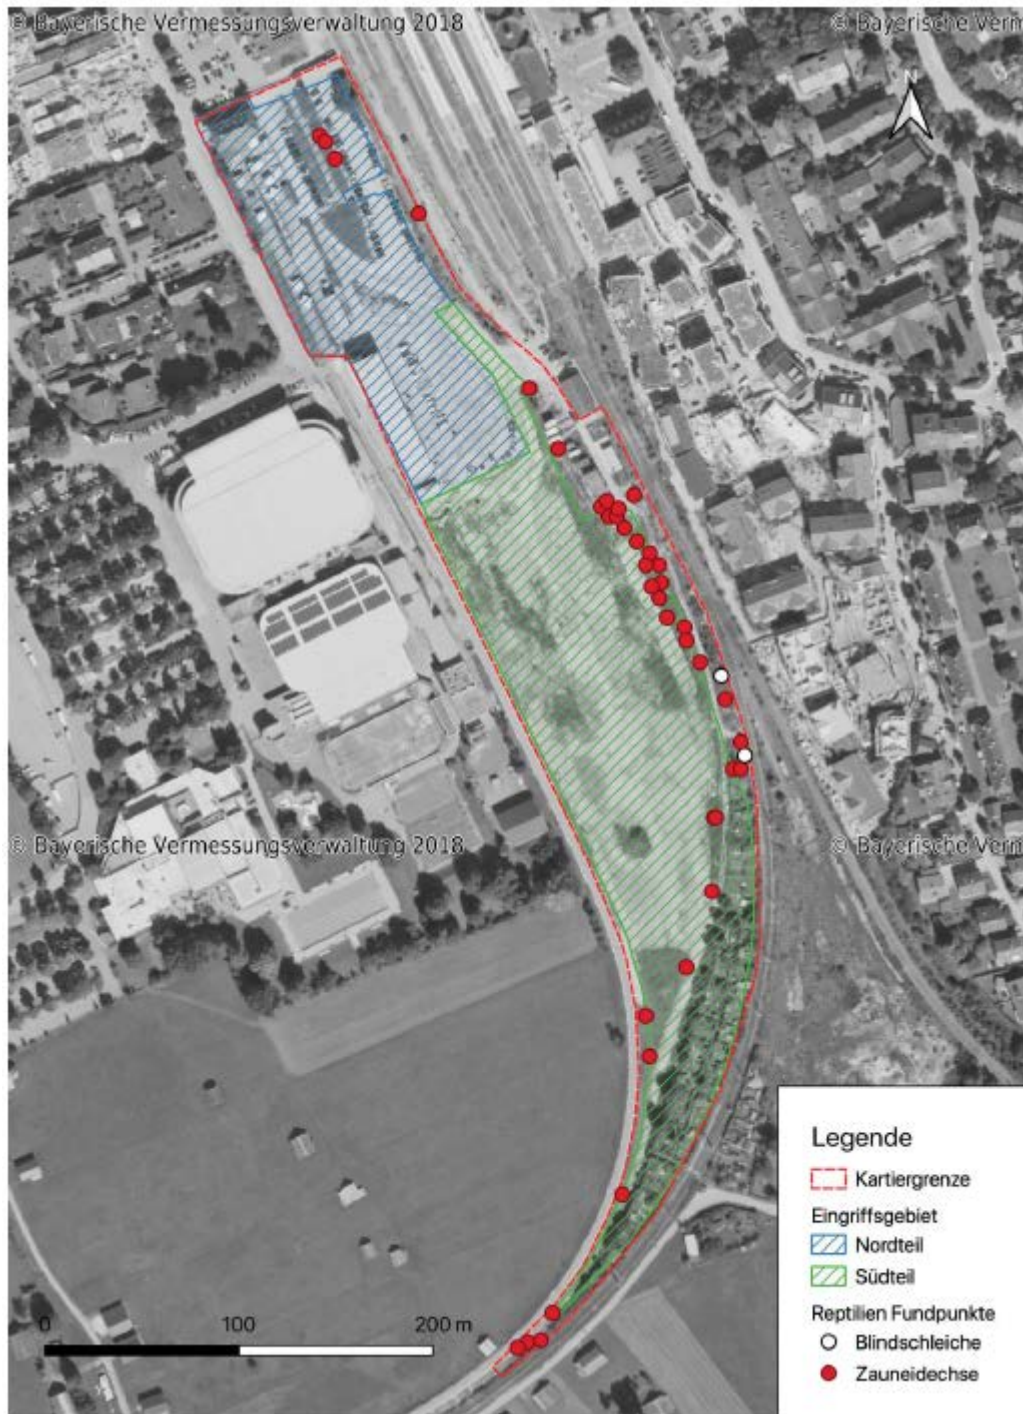 © Bayerische Vermessungsverwaltung 2018
© Bayerische Verm
N
© Bayerische Vermessungsverwaltung 2018
© Bayerische Verm
Legende
Kartiergrenze
Eingriffsgebiet
Nordteil
Südteil
Reptilien Fundpunkte
Blindschleiche
Zauneidechse
0 100 200 m